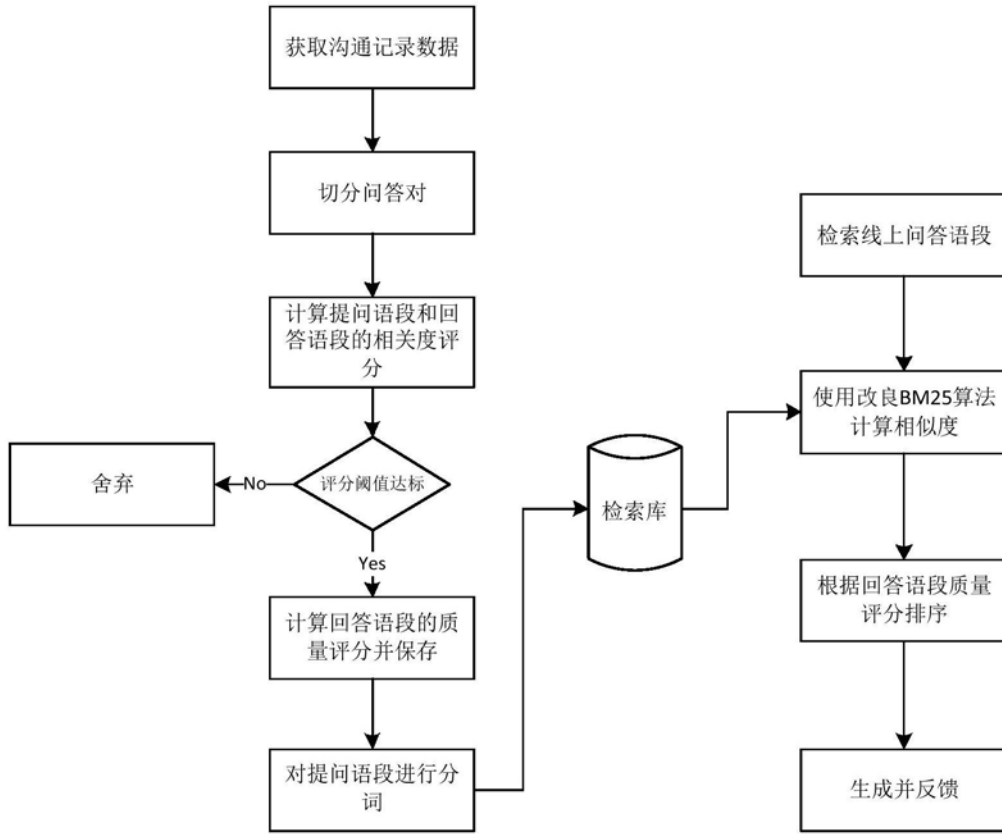 获取沟通记录数据
切分问答对
计算提问语段和回
答语段的相关度评
分
评分阈值达标
No
舍弃
Yes
计算回答语段的质
量评分并保存
对提问语段进行分
词
检索库
检索线上问答语段
使用改良BM25算法
计算相似度
根据回答语段质量
评分排序
生成并反馈